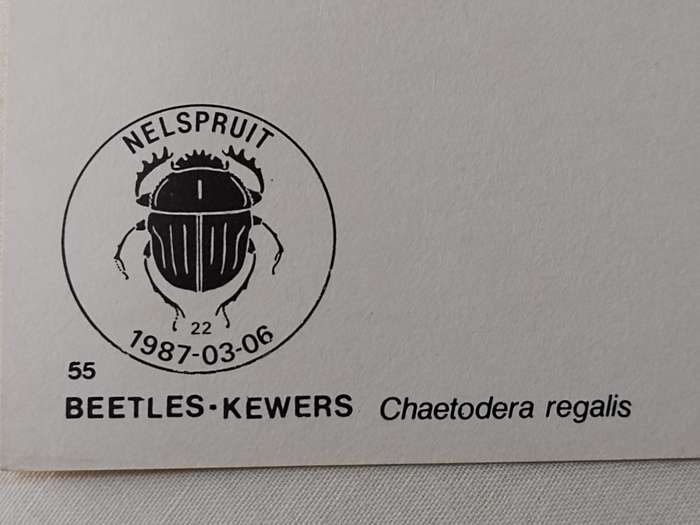 NELSPRUIT
22
1987-03-06
55
BEETLES-KEWERS Chaetodera regalis